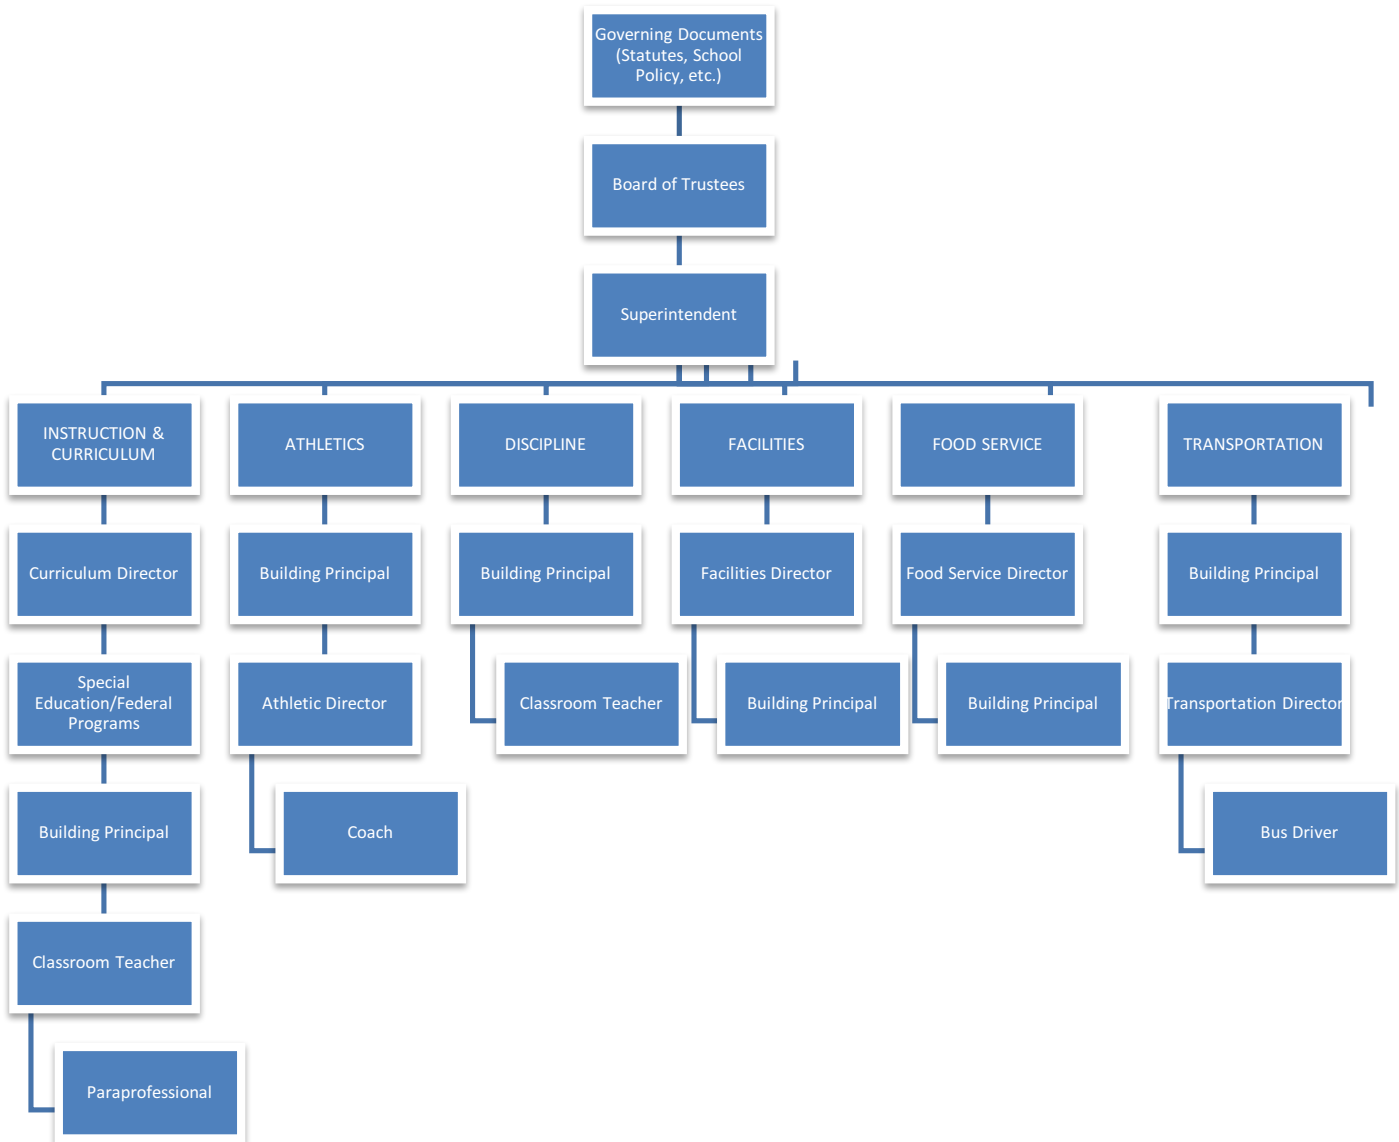 Governing Documents
(Statutes, School
Policy, etc.)
Board of Trustees
Superintendent
INSTRUCTION &
CURRICULUM
ATHLETICS
DISCIPLINE
FACILITIES
FOOD SERVICE
TRANSPORTATION
Curriculum Director
Building Principal
Building Principal
Facilities Director
Food Service Director
Building Principal
Special
Education/Federal
Programs
Athletic Director
Classroom Teacher
Building Principal
Building Principal
Transportation Director
Building Principal
Coach
Bus Driver
Classroom Teacher
Paraprofessional